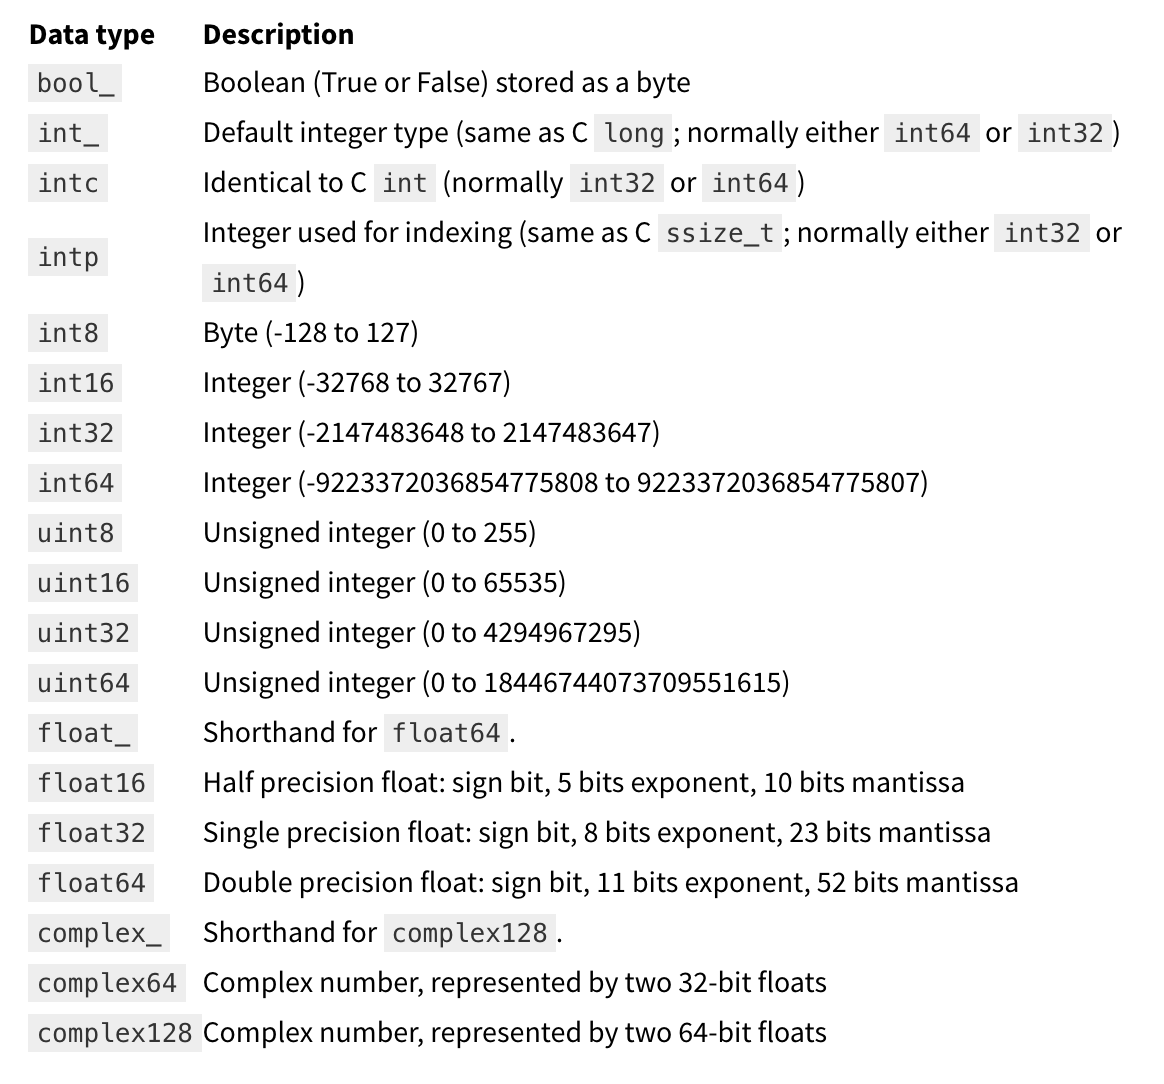 Data type Description
bool_ Boolean (True or False) stored as a byte
int_ Default integer type (same as C long; normally either int64 or int32)
intc Identical to C int (normally int32 or int64)
intp Integer used for indexing (same as C ssize_t; normally either int32 or
int64)
int8 Byte (-128 to 127)
int16 Integer (-32768 to 32767)
int32 Integer (-2147483648 to 2147483647)
int64 Integer (-9223372036854775808 to 9223372036854775807)
uint8 Unsigned integer (0 to 255)
uint16 Unsigned integer (0 to 65535)
uint32 Unsigned integer (0 to 4294967295)
uint64 Unsigned integer (0 to 18446744073709551615)
float_ Shorthand for float64.
float16 Half precision float: sign bit, 5 bits exponent, 10 bits mantissa
float32 Single precision float: sign bit, 8 bits exponent, 23 bits mantissa
float64 Double precision float: sign bit, 11 bits exponent, 52 bits mantissa
complex_ Shorthand for complex128.
complex64 Complex number, represented by two 32-bit floats
complex128 Complex number, represented by two 64-bit floats